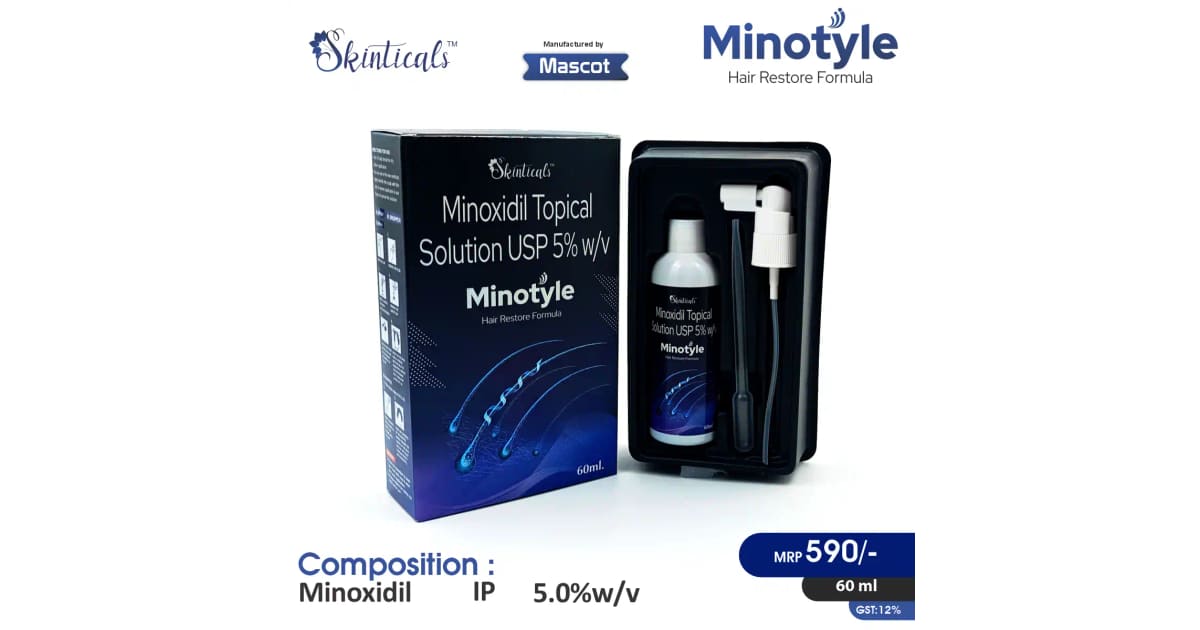 Skinticals™
Manufactured by
Mascot
Minotyle
Hair Restore Formula
Skinticals™
Minoxidil Topical
Solution USP 5% w/v
Minotyle
Hair Restore Formula
60ml.
Skinticals
Minoxidil Topical
Solution USP 5% w/v
Minotyle
Hair Restore Formula
60ml.
Composition :
Minoxidil IP 5.0%w/v
MRP 590/-
60 ml
GST:12%